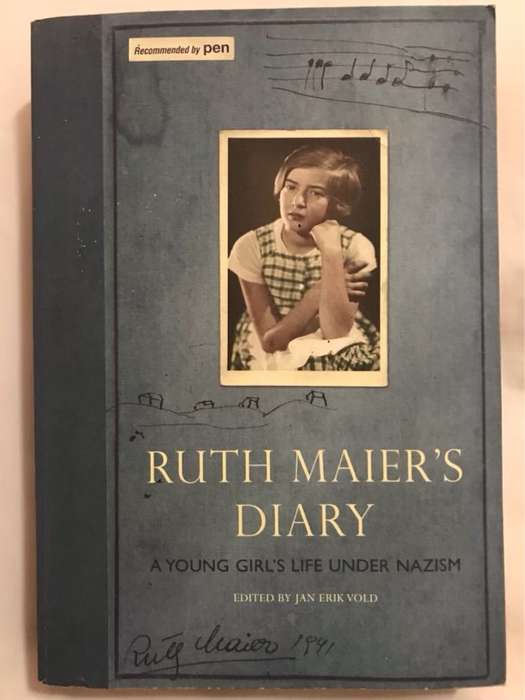 Recommended by pen
RUTH MAIER'S
DIARY
A YOUNG GIRL'S LIFE UNDER NAZISM
EDITED BY JAN ERIK VOLD
Ruth Maier 1941